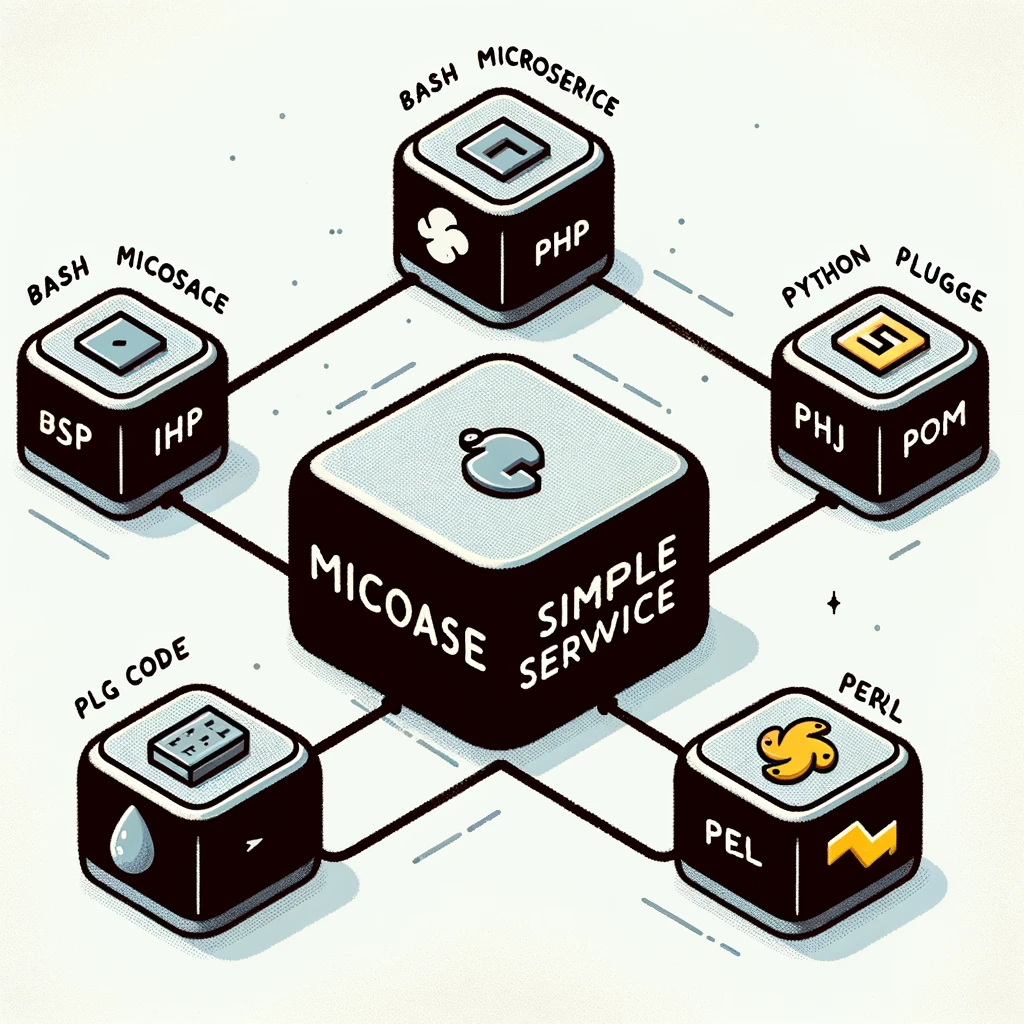 BASH MICROSERICE
PHP
BASH MICOSACE
BSP IHP
PYTHON PLUGGE
PHJ POM
MICOASE
SIMPLE
SERWICE
PLG CODE
PERL
PEL